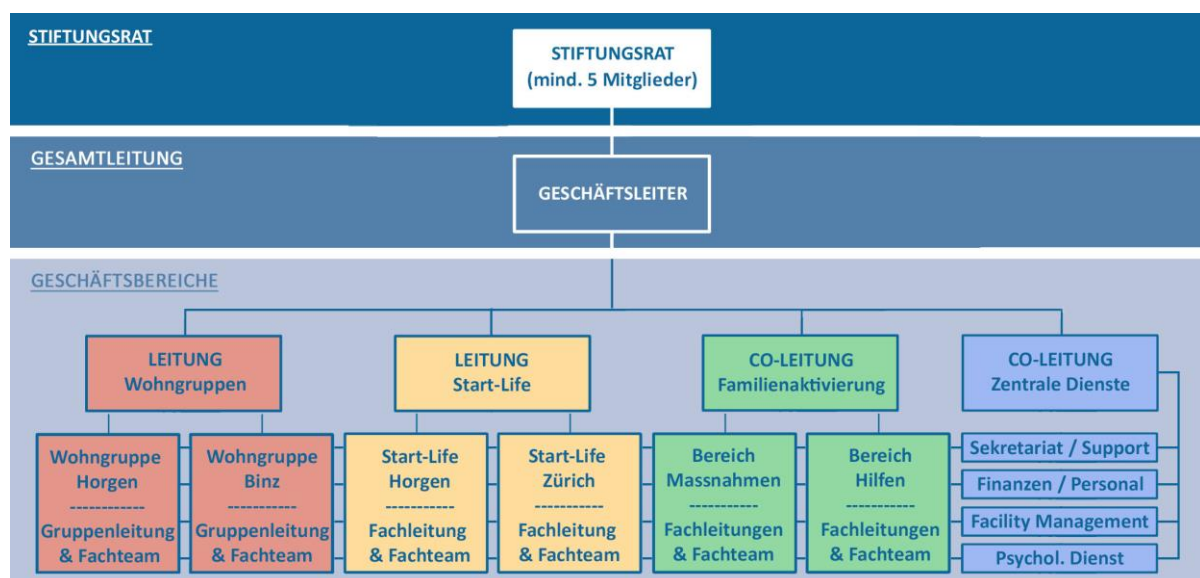 STIFTUNGSRAT
STIFTUNGSRAT
(mind. 5 Mitglieder)
GESAMTLEITUNG
GESCHÄFTSLEITER
GESCHÄFTSBEREICHE
LEITUNG
Wohngruppen
LEITUNG
Start-Life
CO-LEITUNG
Familienaktivierung
CO-LEITUNG
Zentrale Dienste
Wohngruppe
Horgen
------------
Gruppenleitung
& Fachteam
Wohngruppe
Binz
-----------
Gruppenleitung
& Fachteam
Start-Life
Horgen
------------
Fachleitung
& Fachteam
Start-Life
Zürich
-----------
Fachleitung
& Fachteam
Bereich
Massnahmen
-----------
Fachleitungen
& Fachteam
Bereich
Hilfen
-----------
Fachleitungen
& Fachteam
Sekretariat / Support
Finanzen / Personal
Facility Management
Psychol. Dienst